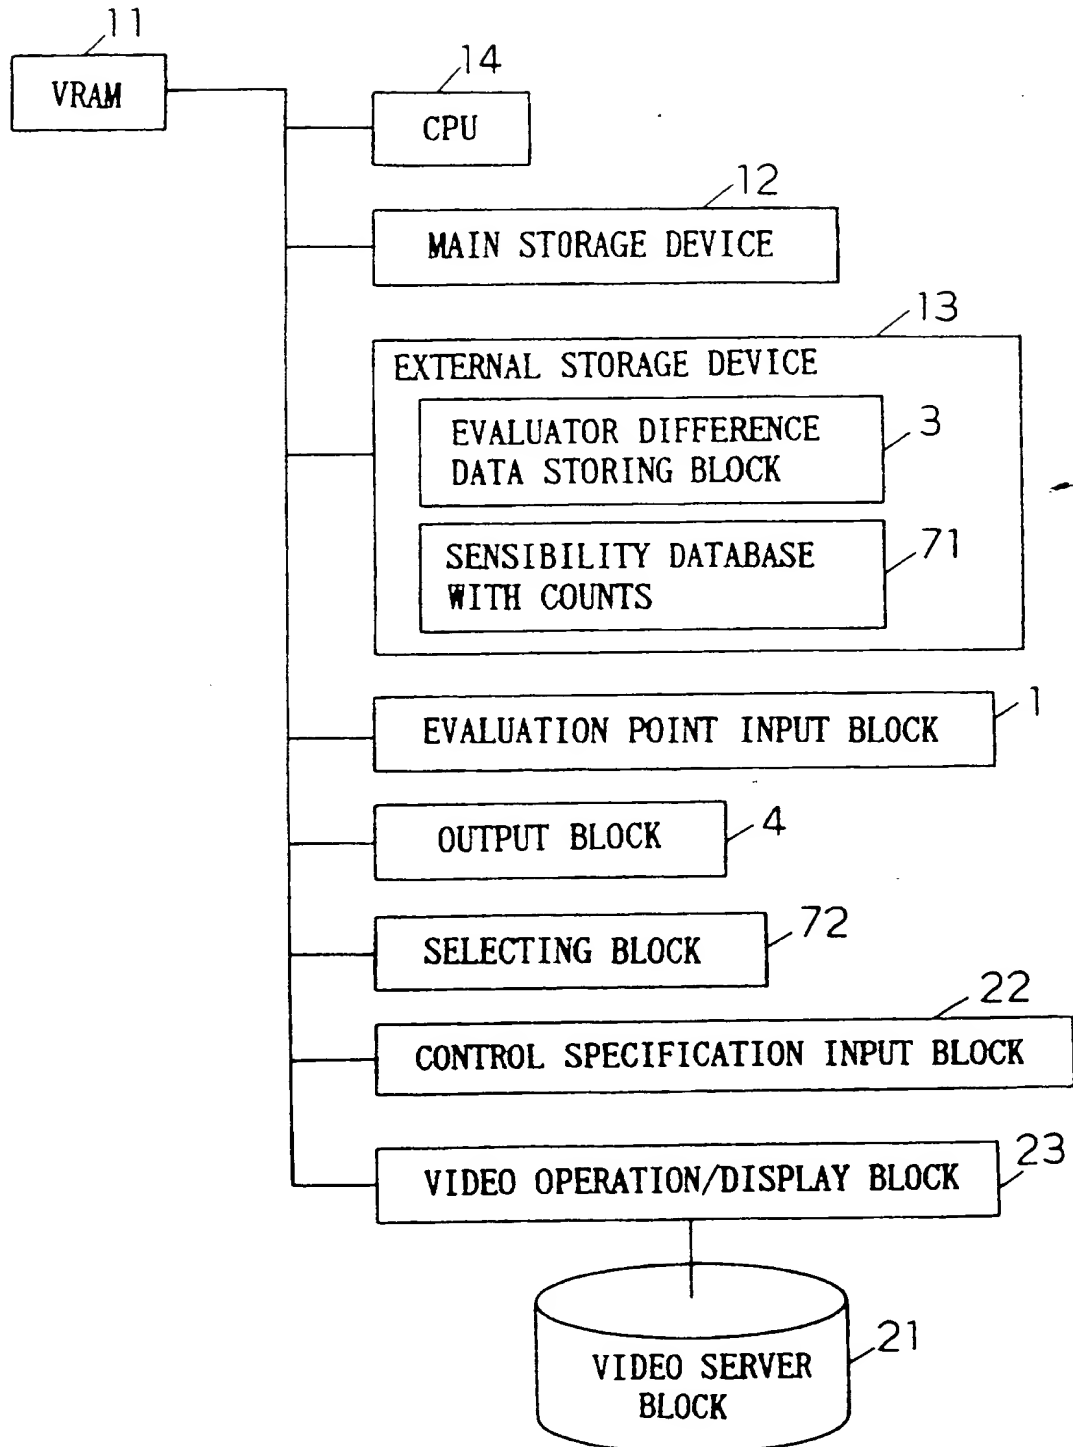 11
VRAM
14
CPU
12
MAIN STORAGE DEVICE
13
EXTERNAL STORAGE DEVICE
EVALUATOR DIFFERENCE
DATA STORING BLOCK
3
SENSIBILITY DATABASE
WITH COUNTS
71
EVALUATION POINT INPUT BLOCK
1
OUTPUT BLOCK
4
SELECTING BLOCK
72
CONTROL SPECIFICATION INPUT BLOCK
22
VIDEO OPERATION/DISPLAY BLOCK
23
VIDEO SERVER
BLOCK
21